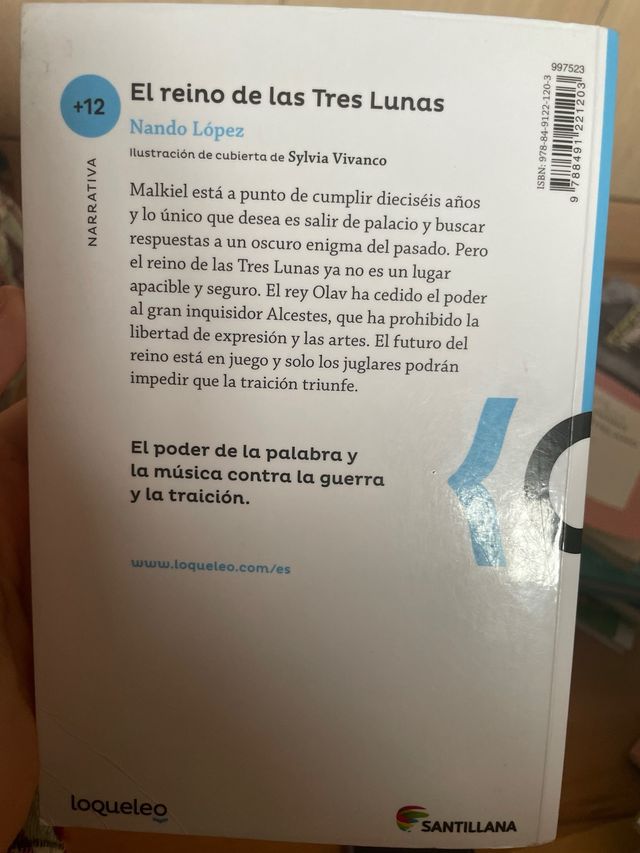 +12
NARRATIVA
El reino de las Tres Lunas
Nando López
Ilustración de cubierta de Sylvia Vivanco
Malkiel está a punto de cumplir dieciséis años
y lo único que desea es salir de palacio y buscar
respuestas a un oscuro enigma del pasado. Pero
el reino de las Tres Lunas ya no es un lugar
apacible y seguro. El rey Olav ha cedido el poder
al gran inquisidor Alcestes, que ha prohibido la
libertad de expresión y las artes. El futuro del
reino está en juego y solo los juglares podrán
impedir que la traición triunfe.
El poder de la palabra y
la música contra la guerra
y la traición.
www.loqueleo.com/es
997523
ISBN: 978-84-9122-120-3
9 788491 221203
loqueleo
SANTILLANA